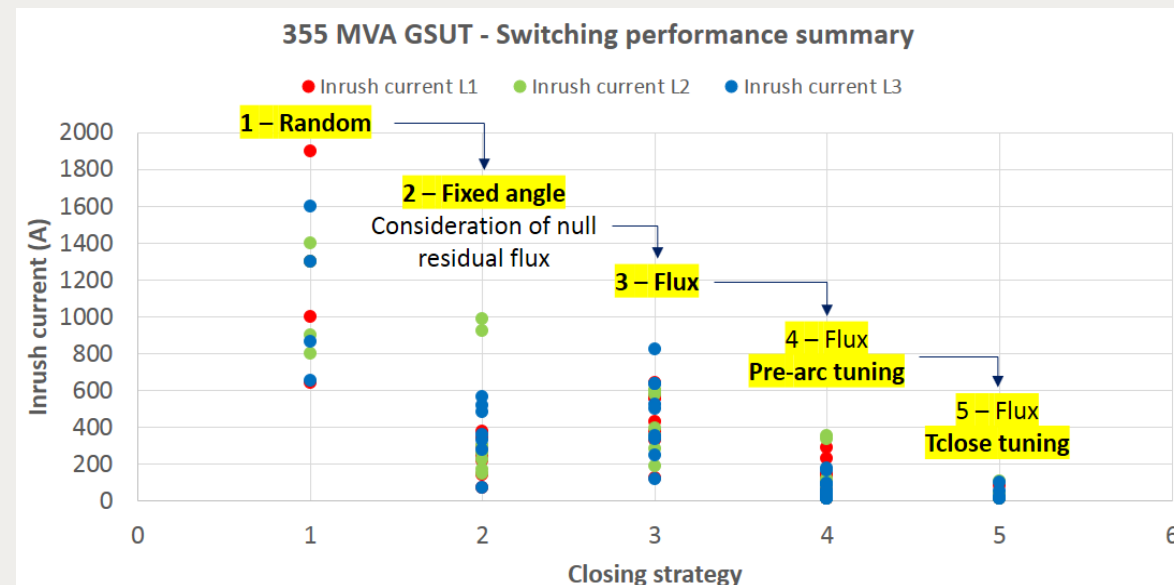 355 MVA GSUT - Switching performance summary
Inrush current L1 Inrush current L2 Inrush current L3
1 – Random
2 – Fixed angle
Consideration of null
residual flux
3 – Flux
4 – Flux
Pre-arc tuning
5 – Flux
Tclose tuning
Inrush current (A)
2000
1800
1600
1400
1200
1000
800
600
400
200
0
0 1 2 3 4 5 6
Closing strategy